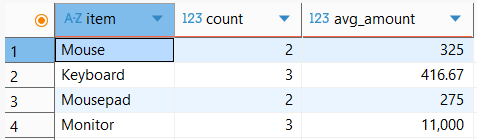 A-Z item 123 count 123 avg_amount
1 Mouse 2 325
2 Keyboard 3 416.67
3 Mousepad 2 275
4 Monitor 3 11,000